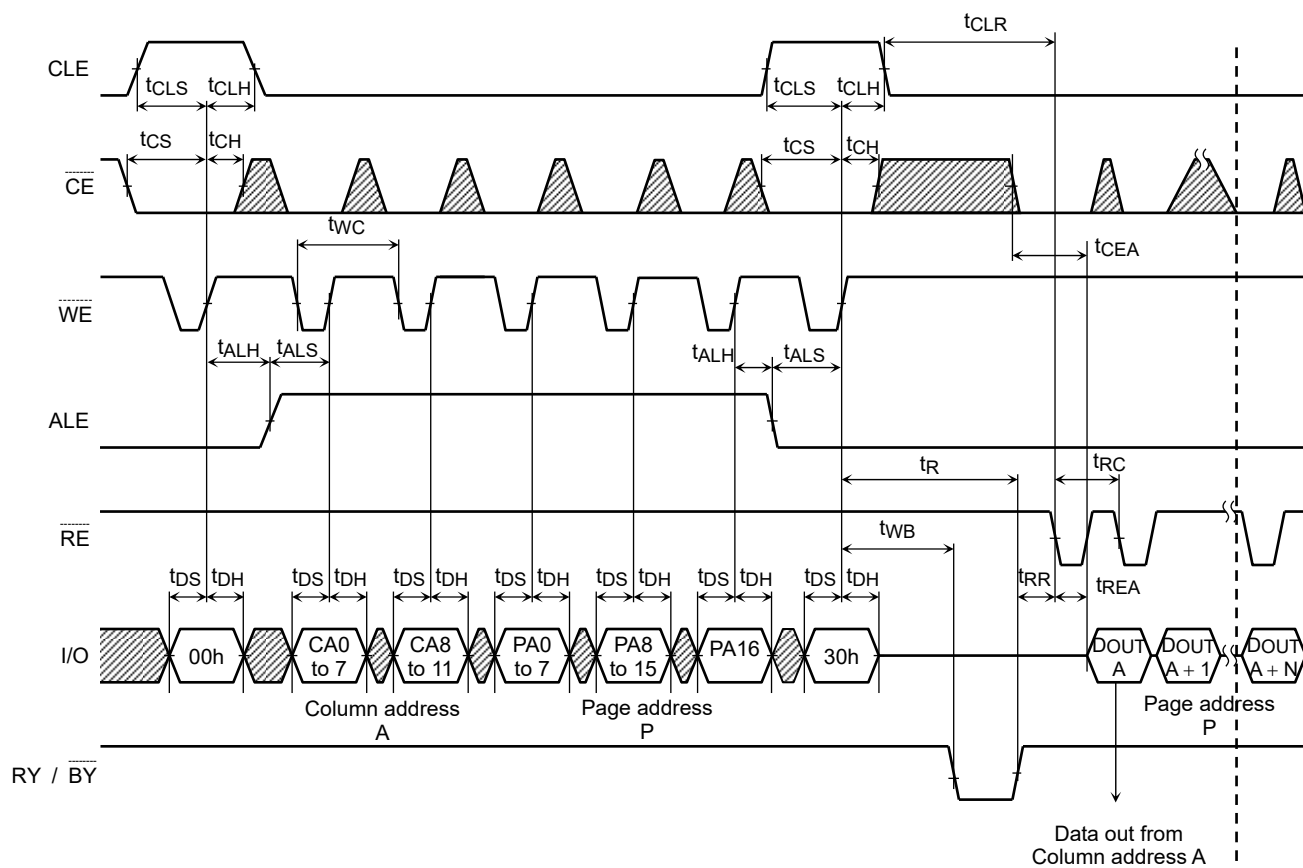 tCLR
CLE
tCLS tCLH tCLS tCLH
tCS tCH tCS tCH
CE
tWC
tCEA
WE
tALH tALS tALH tALS
ALE
tR tRC
RE
tWB
tDS tDH tDS tDH tDS tDH tDS tDH tDS tDH tDS tDH tDS tDH tRR tREA
I/O
00h
CA0
to 7
CA8
to 11
PA0
to 7
PA8
to 15
PA16
30h
DOUT
A
DOUT
A + 1
DOUT
A + N
Column address
A
Page address
P
Page address
P
RY / BY
Data out from
Column address A